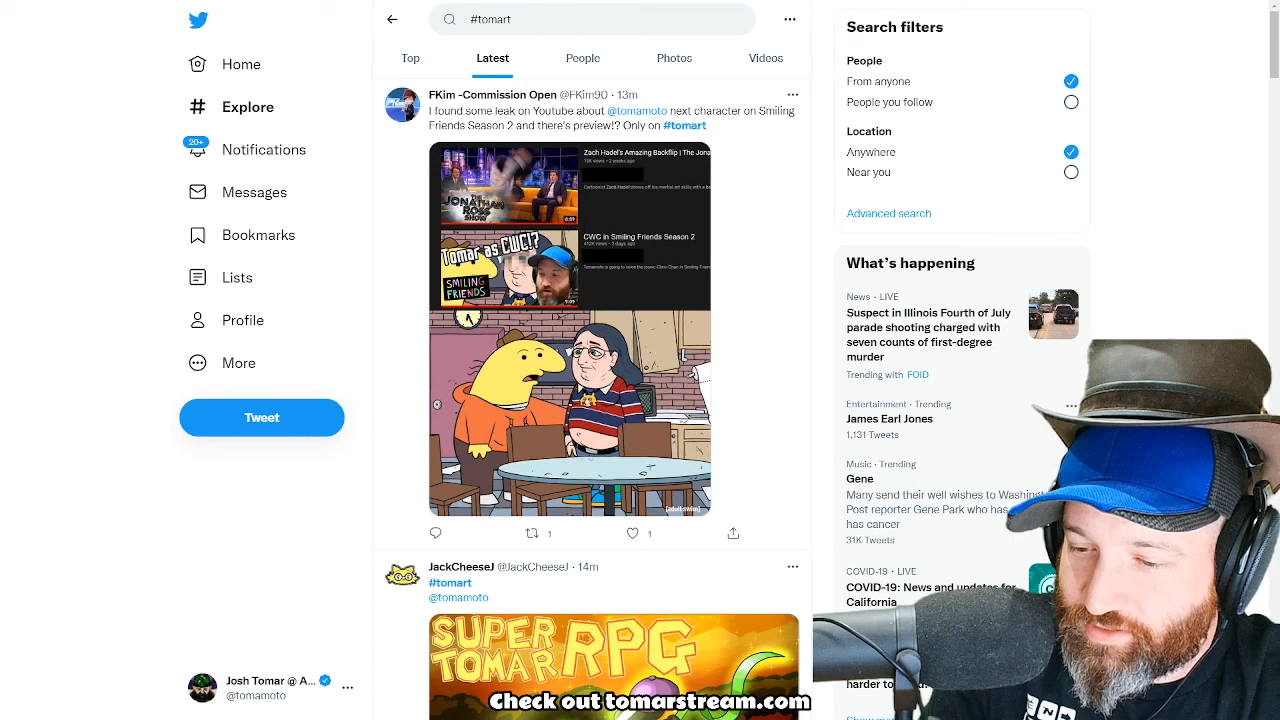 #tomart
Home
Explore
20+
Notifications
Messages
Bookmarks
Lists
Profile
More
Tweet
Josh Tomar @ A...
@tomamoto
Top
Latest
People
Photos
Videos
FKim -Commission Open @FKim90 · 13m
I found some leak on Youtube about @tomamoto next character on Smiling
Friends Season 2 and there's preview!? Only on #tomart
Zach Hadel's Amazing Backflip | The Jona
THE
JONATHAN
ROSS
SHOW
CWC in Smiling Friends Season 2
Tomar as CWC!?
SMILING
FRIENDS
[adult swim]
1
1
JackCheeseJ @JackCheeseJ · 14m
#tomart
@tomamoto
SUPER
TOMAR RPG
Check out tomarstream.com
Search filters
People
From anyone
People you follow
Location
Anywhere
Near you
Advanced search
What's happening
News · LIVE
Suspect in Illinois Fourth of July
parade shooting charged with
seven counts of first-degree
murder
Trending with FOID
Entertainment · Trending
James Earl Jones
1,131 Tweets
Music · Trending
Gene
Many send their well wishes to Washing
Post reporter Gene Park who has
has cancer
31K Tweets
COVID-19 · LIVE
COVID-19: News and updates for
California
harder to